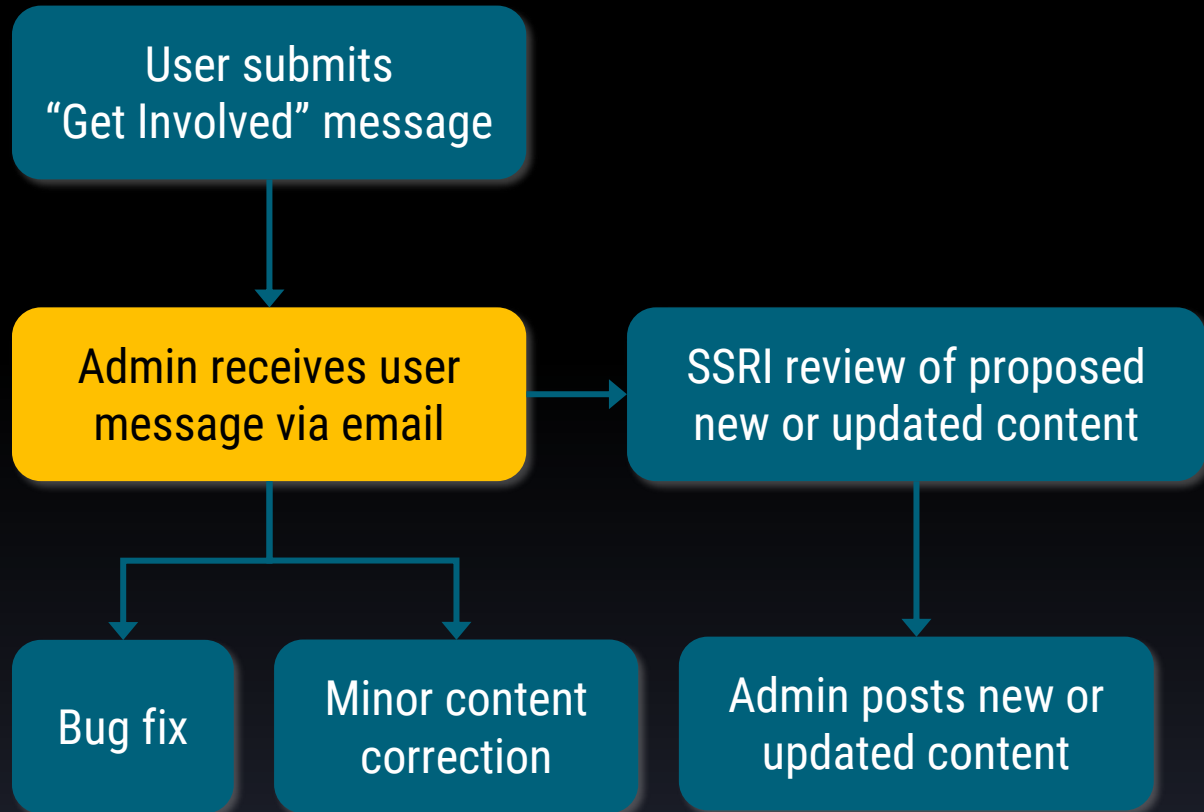 User submits
“Get Involved” message
Admin receives user
message via email
SSRI review of proposed
new or updated content
Bug fix
Minor content
correction
Admin posts new or
updated content